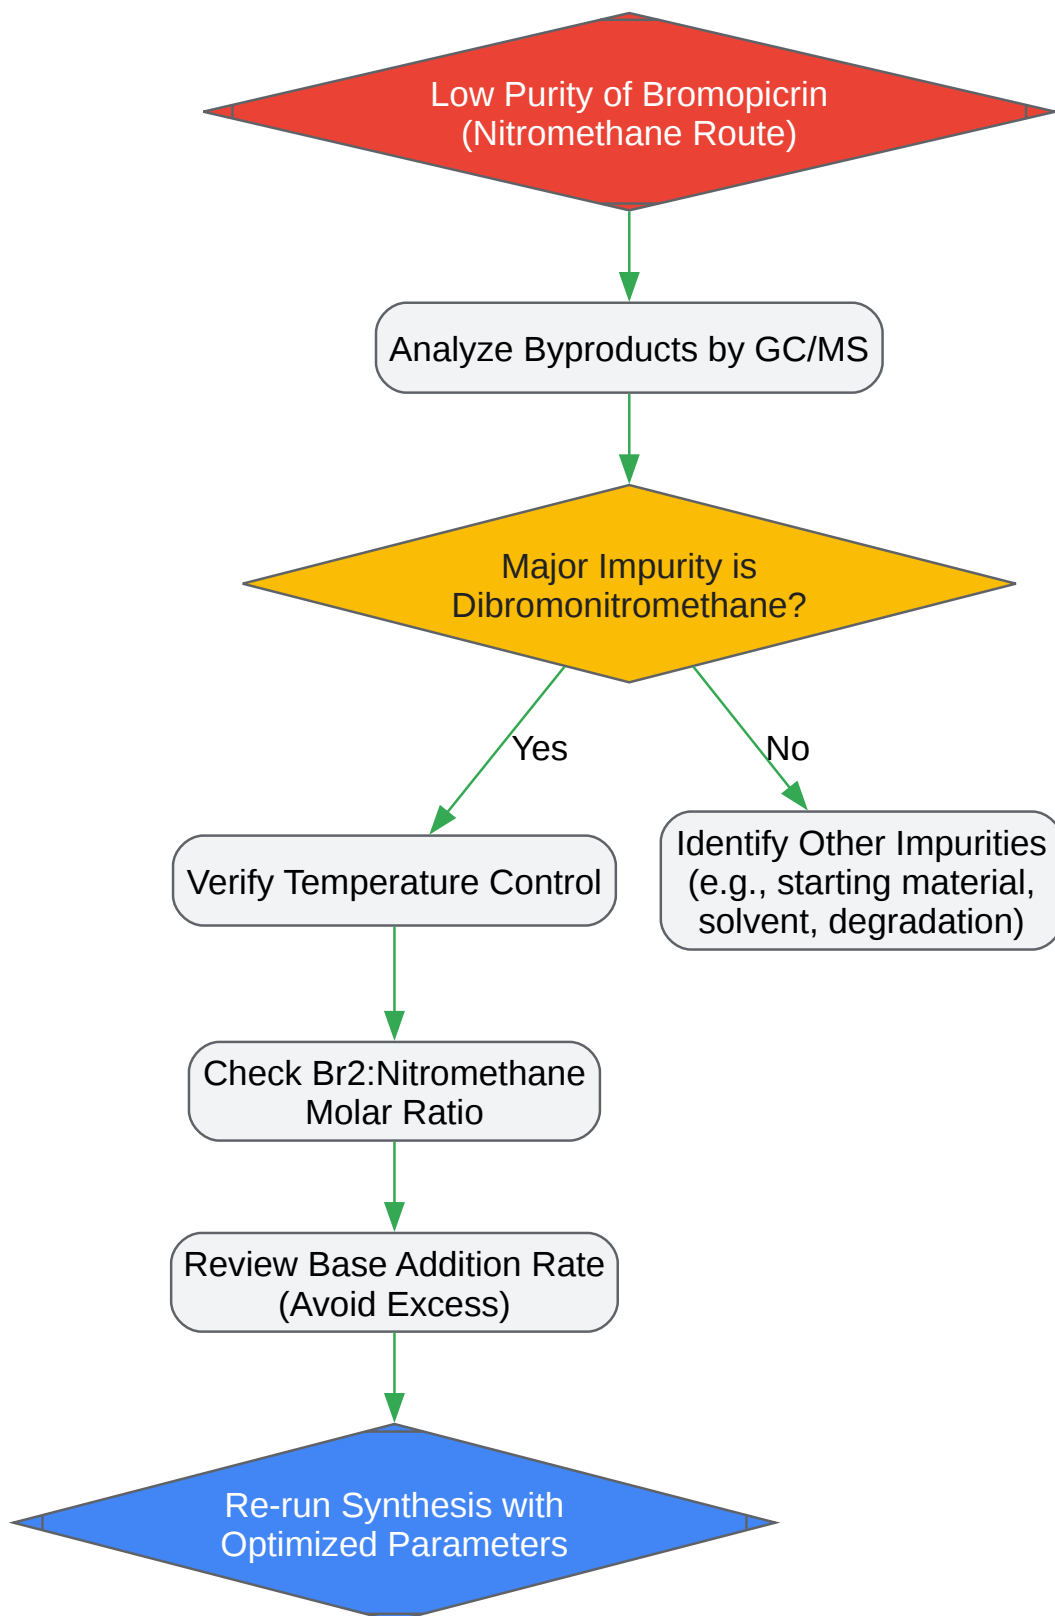 Low Purity of Bromopicrin
(Nitromethane Route)
Analyze Byproducts by GC/MS
Major Impurity is
Dibromonitromethane?
Yes
No
Verify Temperature Control
Identify Other Impurities
(e.g., starting material,
solvent, degradation)
Check Br2:Nitromethane
Molar Ratio
Review Base Addition Rate
(Avoid Excess)
Re-run Synthesis with
Optimized Parameters